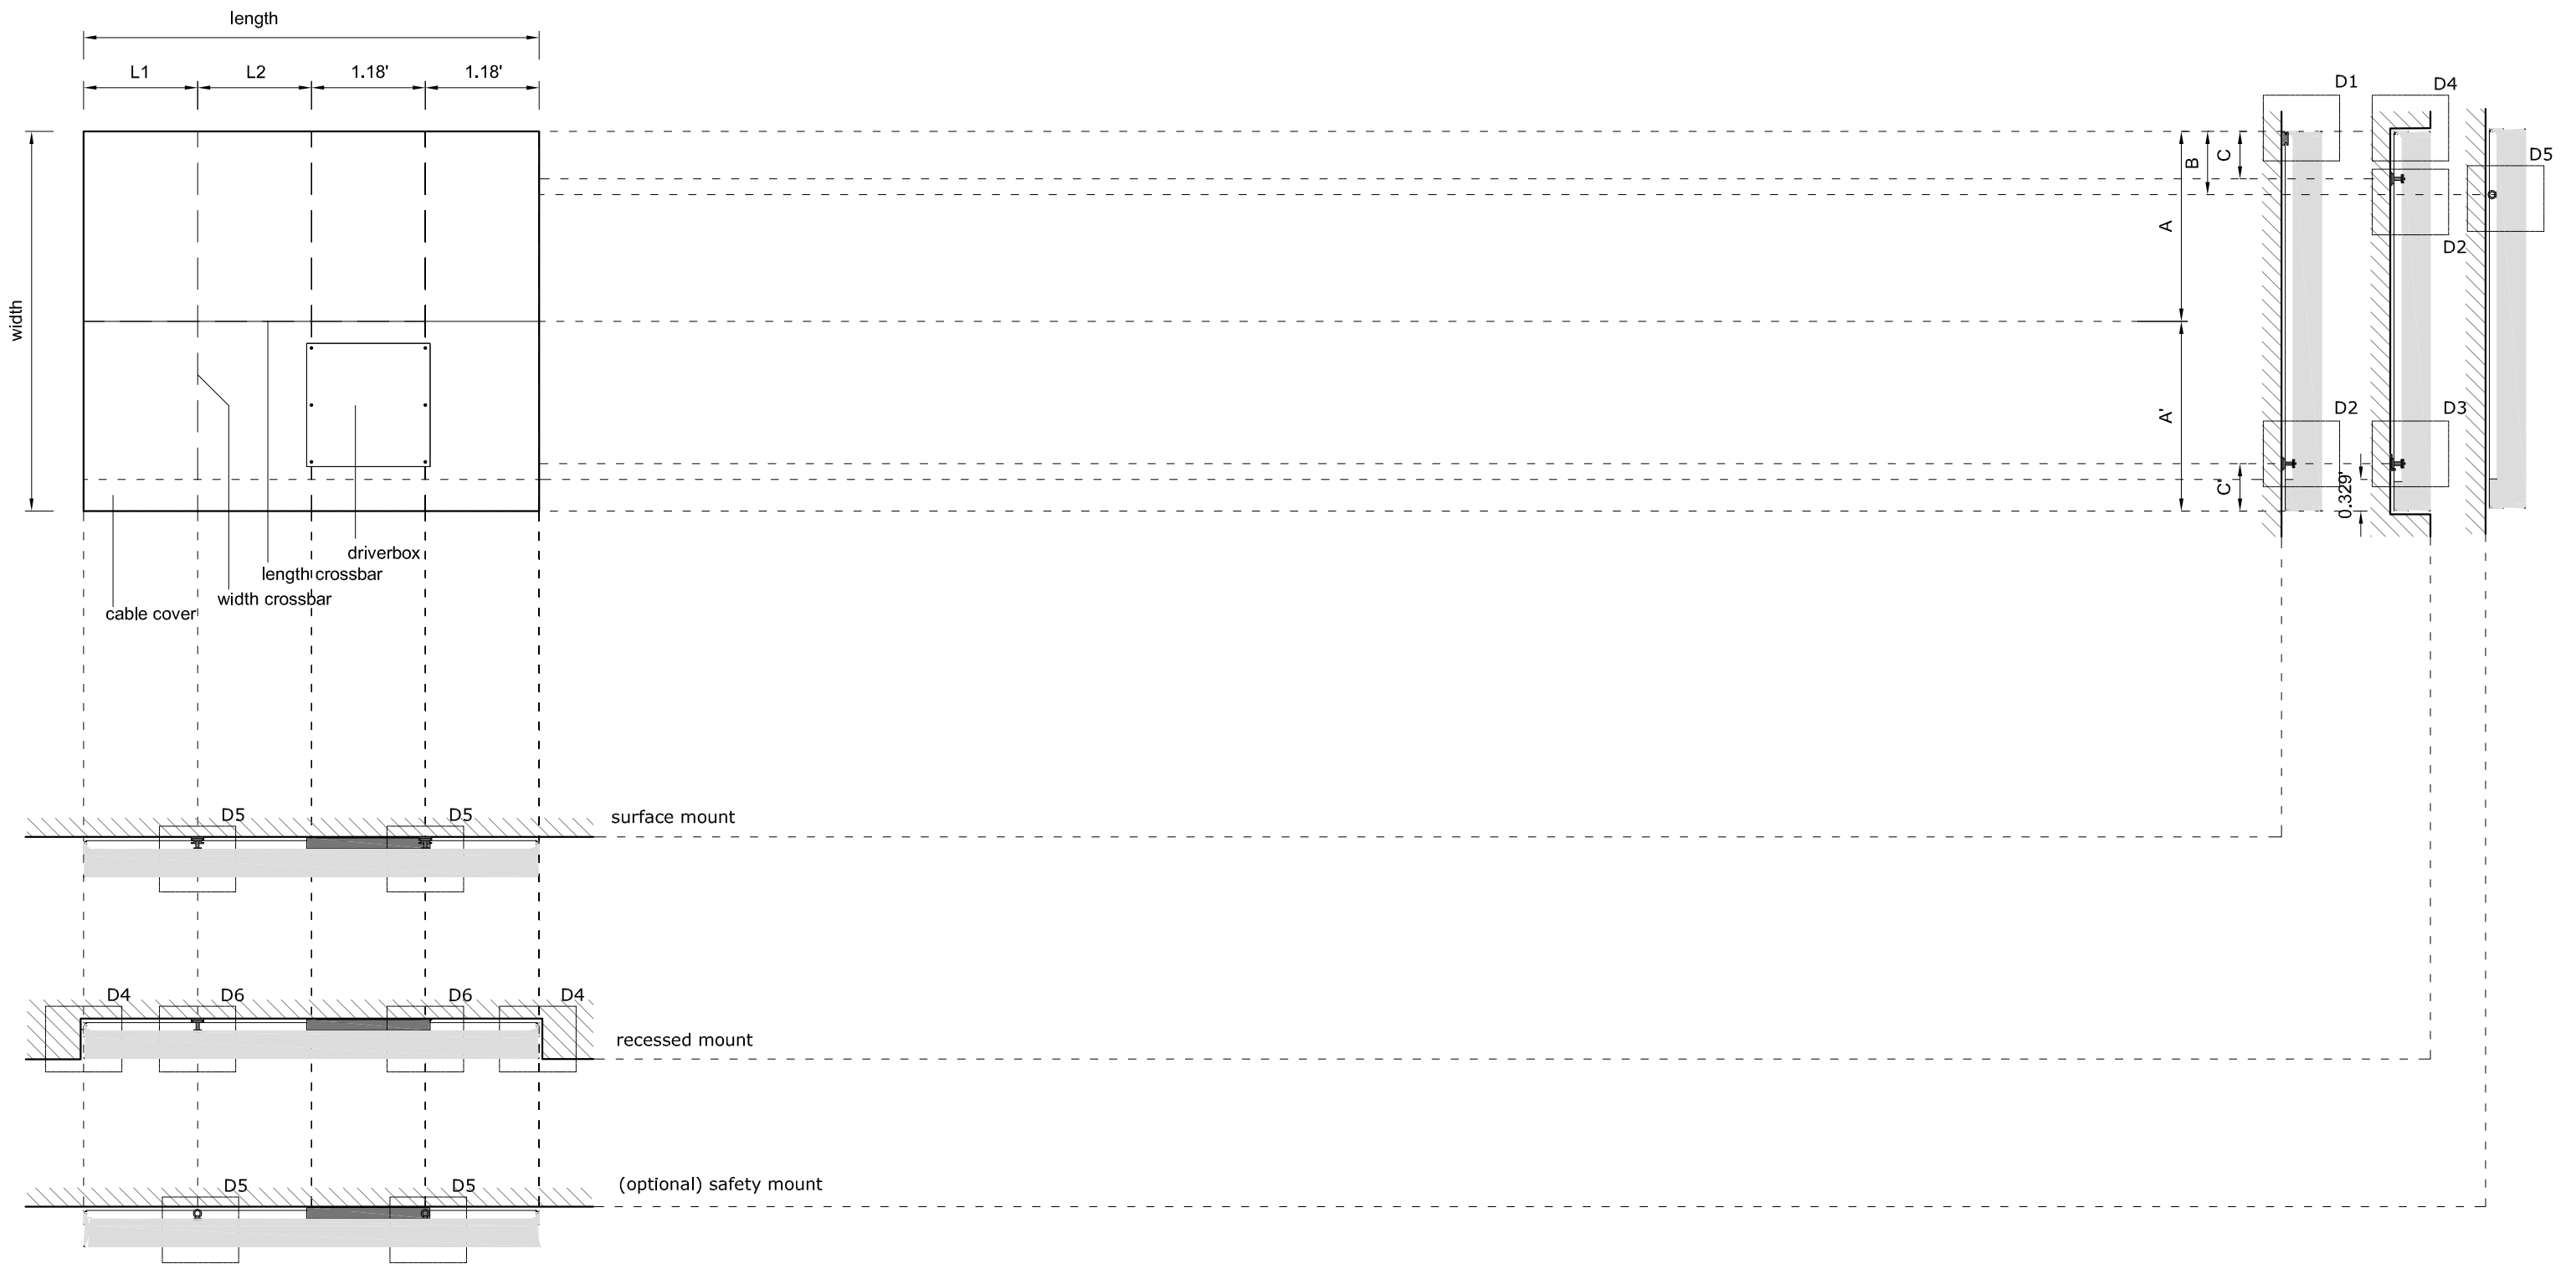 length
L1 L2 1.18' 1.18'
D1 D4
D5
B C
A
D2
width
A'
D2 D3
C' 0.329'
driverbox
length crossbar
width crossbar
cable cover
D5 D5 surface mount
D4 D6 D6 D4
recessed mount
D5 D5 (optional) safety mount